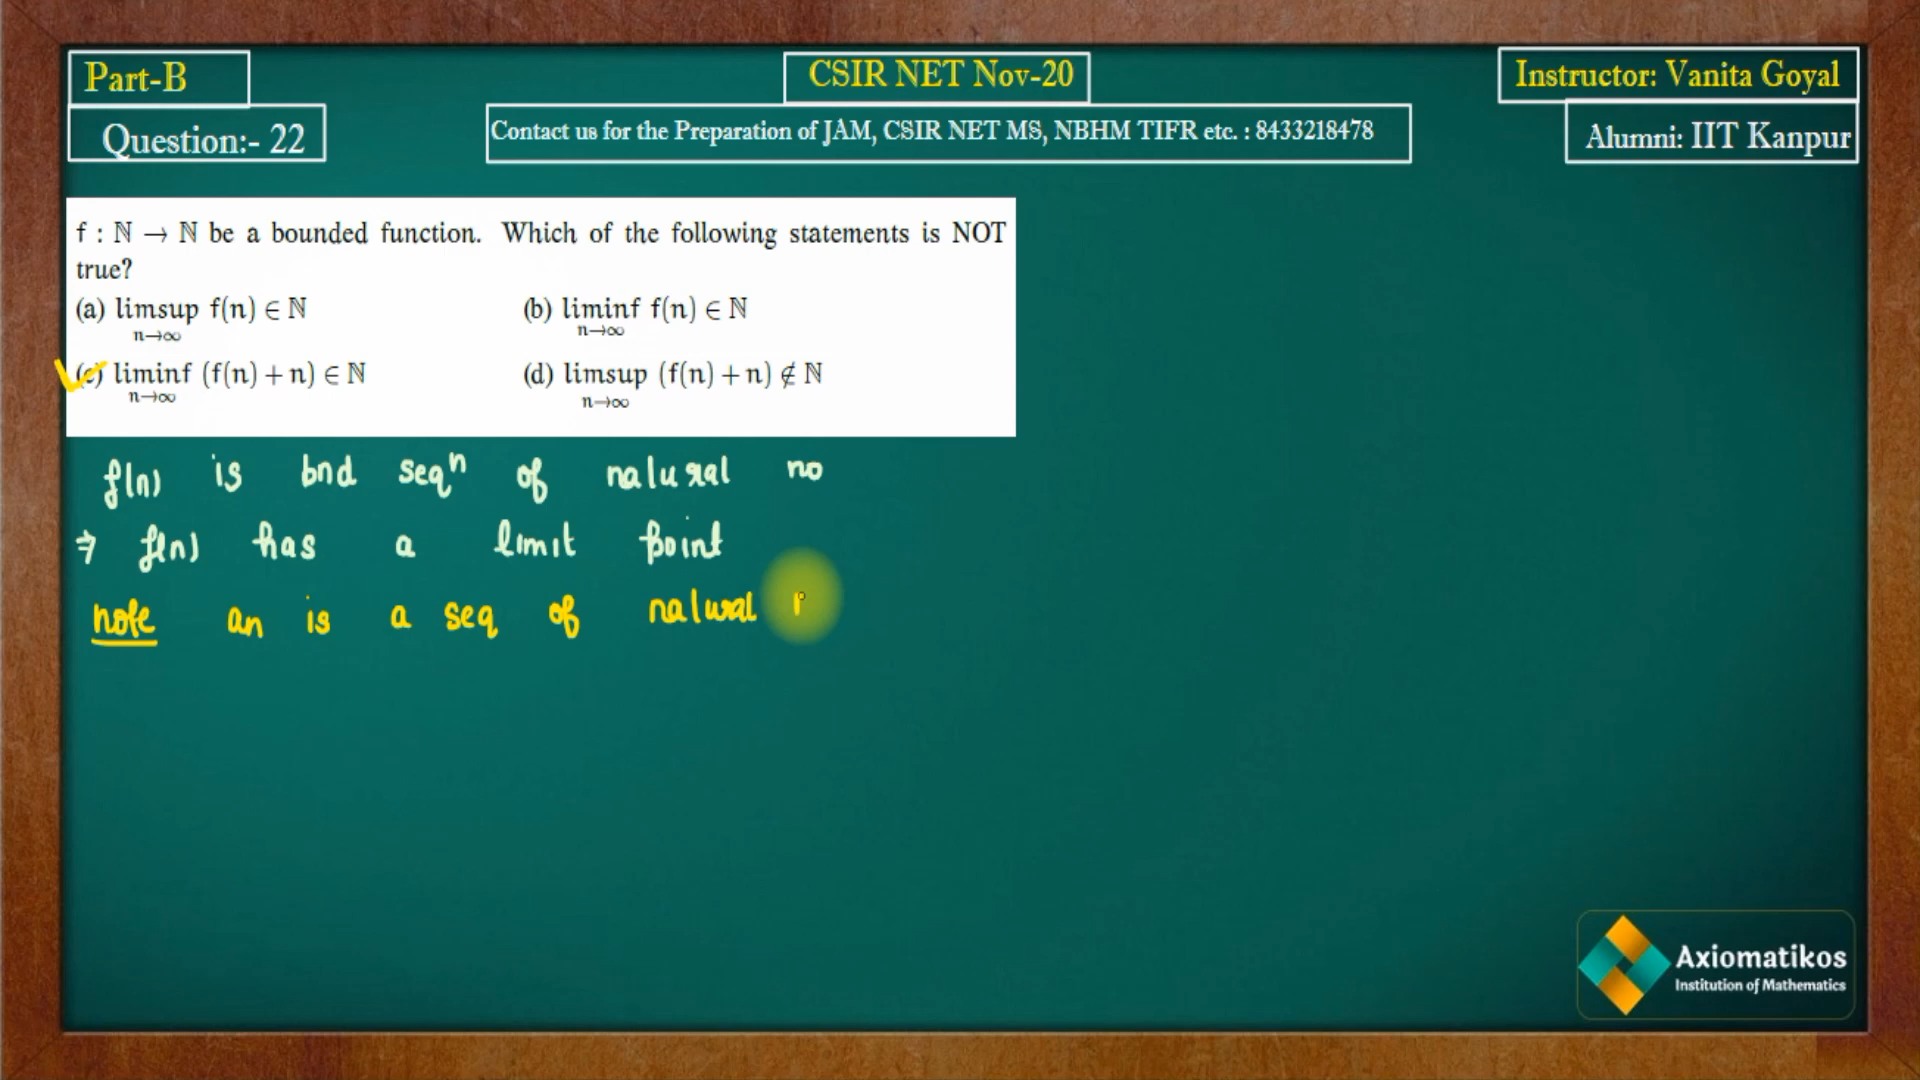 Part-B
CSIR NET Nov-20
Instructor: Vanita Goyal
Question:- 22
Contact us for the Preparation of JAM, CSIR NET MS, NBHM TIFR etc. : 8433218478
Alumni: IIT Kanpur
f : ℕ → ℕ be a bounded function. Which of the following statements is NOT
true?
(a) limsup f(n) ∈ ℕ
n→∞
(b) liminf f(n) ∈ ℕ
n→∞
(c) liminf (f(n) + n) ∈ ℕ
n→∞
(d) limsup (f(n) + n) ∉ ℕ
n→∞
f(n) is bnd seqⁿ of natural no
⇒ f(n) has a limit point
note an is a seq of natural
Axiomatikos
Institution of Mathematics